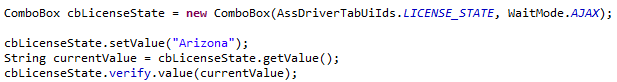 ComboBox cbLicenseState = new ComboBox(AssDriverTabUiIds.LICENSE_STATE, WaitMode.AJAX);
cbLicenseState.setValue("Arizona");
String currentValue = cbLicenseState.getValue();
cbLicenseState.verify.value(currentValue);